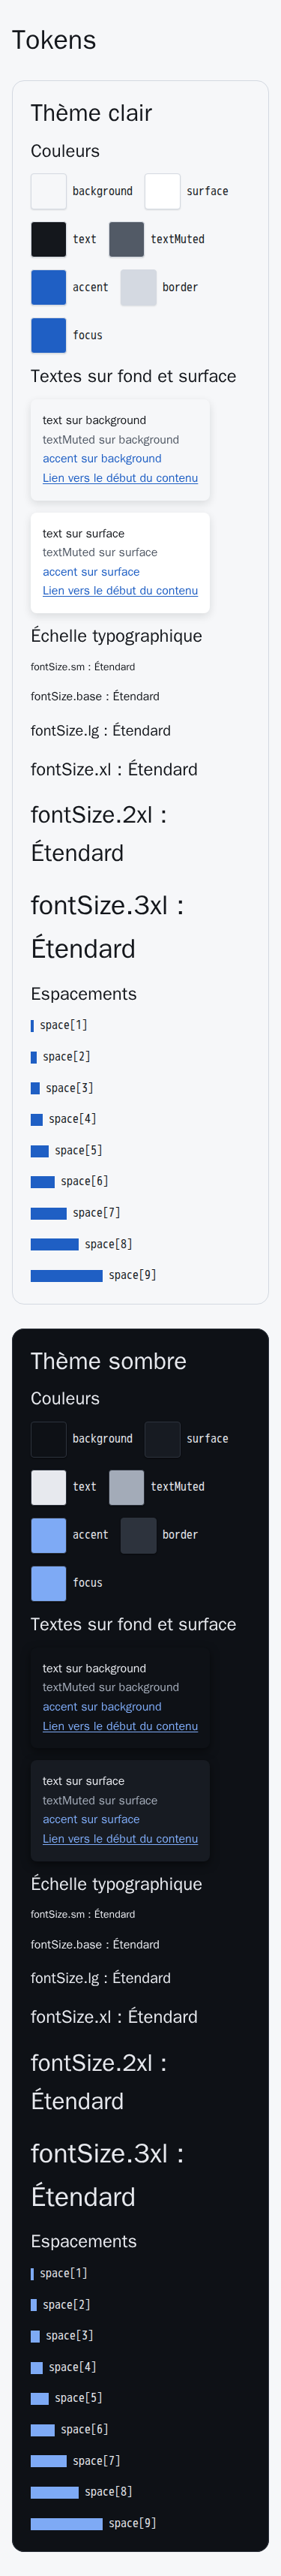 Tokens
Thème clair
Couleurs
background surface
text textMuted
accent border
focus
Textes sur fond et surface
text sur background
textMuted sur background
accent sur background
Lien vers le début du contenu
text sur surface
textMuted sur surface
accent sur surface
Lien vers le début du contenu
Échelle typographique
fontSize.sm : Étendard
fontSize.base : Étendard
fontSize.lg : Étendard
fontSize.xl : Étendard
fontSize.2xl :
Étendard
fontSize.3xl :
Étendard
Espacements
space[1]
space[2]
space[3]
space[4]
space[5]
space[6]
space[7]
space[8]
space[9]
Thème sombre
Couleurs
background surface
text textMuted
accent border
focus
Textes sur fond et surface
text sur background
textMuted sur background
accent sur background
Lien vers le début du contenu
text sur surface
textMuted sur surface
accent sur surface
Lien vers le début du contenu
Échelle typographique
fontSize.sm : Étendard
fontSize.base : Étendard
fontSize.lg : Étendard
fontSize.xl : Étendard
fontSize.2xl :
Étendard
fontSize.3xl :
Étendard
Espacements
space[1]
space[2]
space[3]
space[4]
space[5]
space[6]
space[7]
space[8]
space[9]